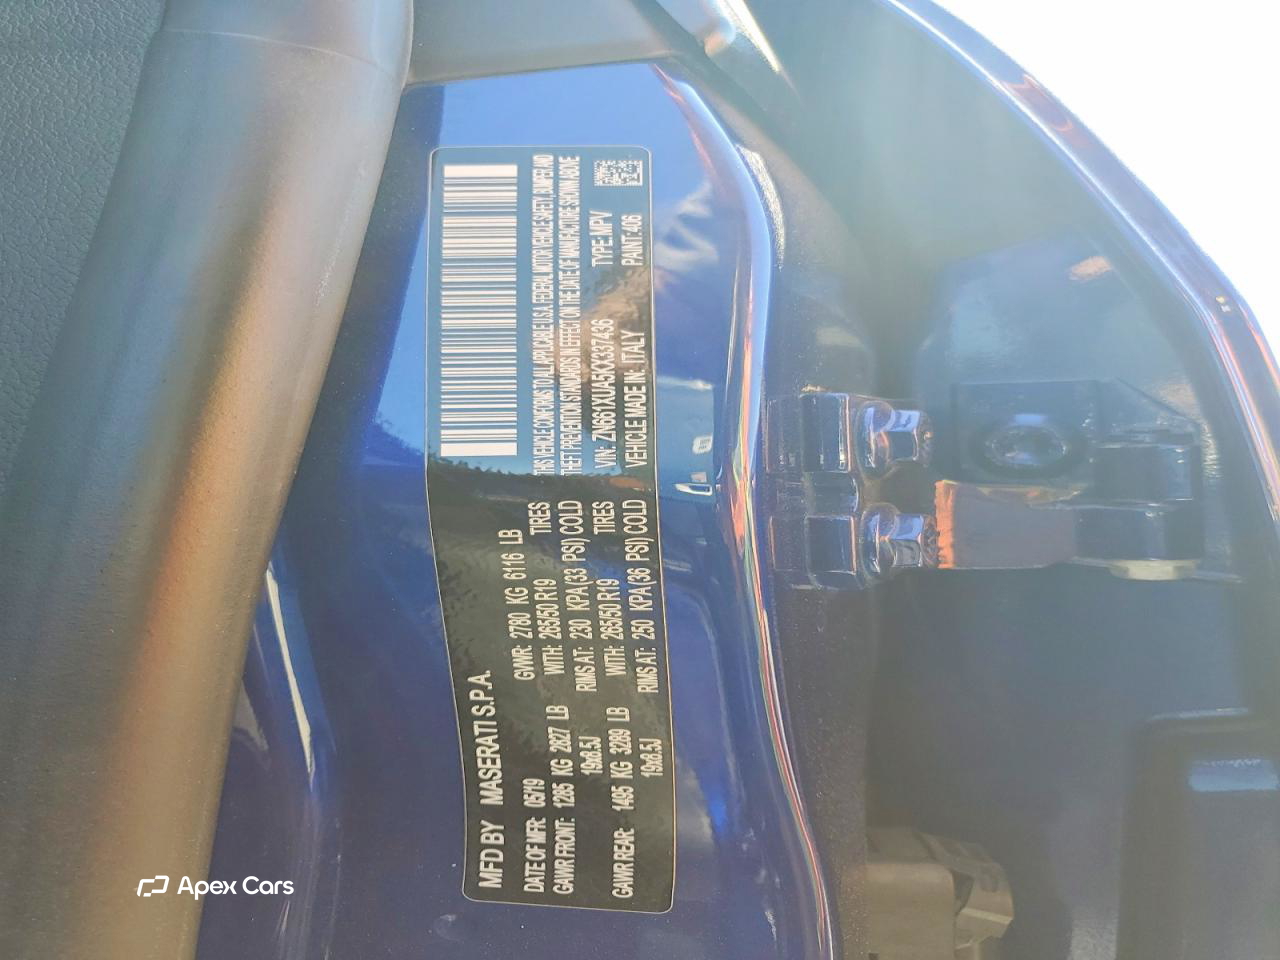 MFD BY MASERATI S.P.A.
DATE OF MFR: 05/19 GVWR: 2780 KG 6116 LB
GAWR FRONT: 1285 KG 2827 LB WITH: 265/50 R19 TIRES
19x8.5J RIMS AT: 230 KPA (33 PSI) COLD
GAWR REAR: 1495 KG 3289 LB WITH: 265/50 R19 TIRES
19x8.5J RIMS AT: 250 KPA (36 PSI) COLD
THIS VEHICLE CONFORMS TO ALL APPLICABLE U.S.A. FEDERAL MOTOR VEHICLE SAFETY, BUMPER AND
THEFT PREVENTION STANDARDS IN EFFECT ON THE DATE OF MANUFACTURE SHOWN ABOVE
VIN: ZN661XUA5KX337436 TYPE: MPV
VEHICLE MADE IN: ITALY PAINT: 406
Apex Cars